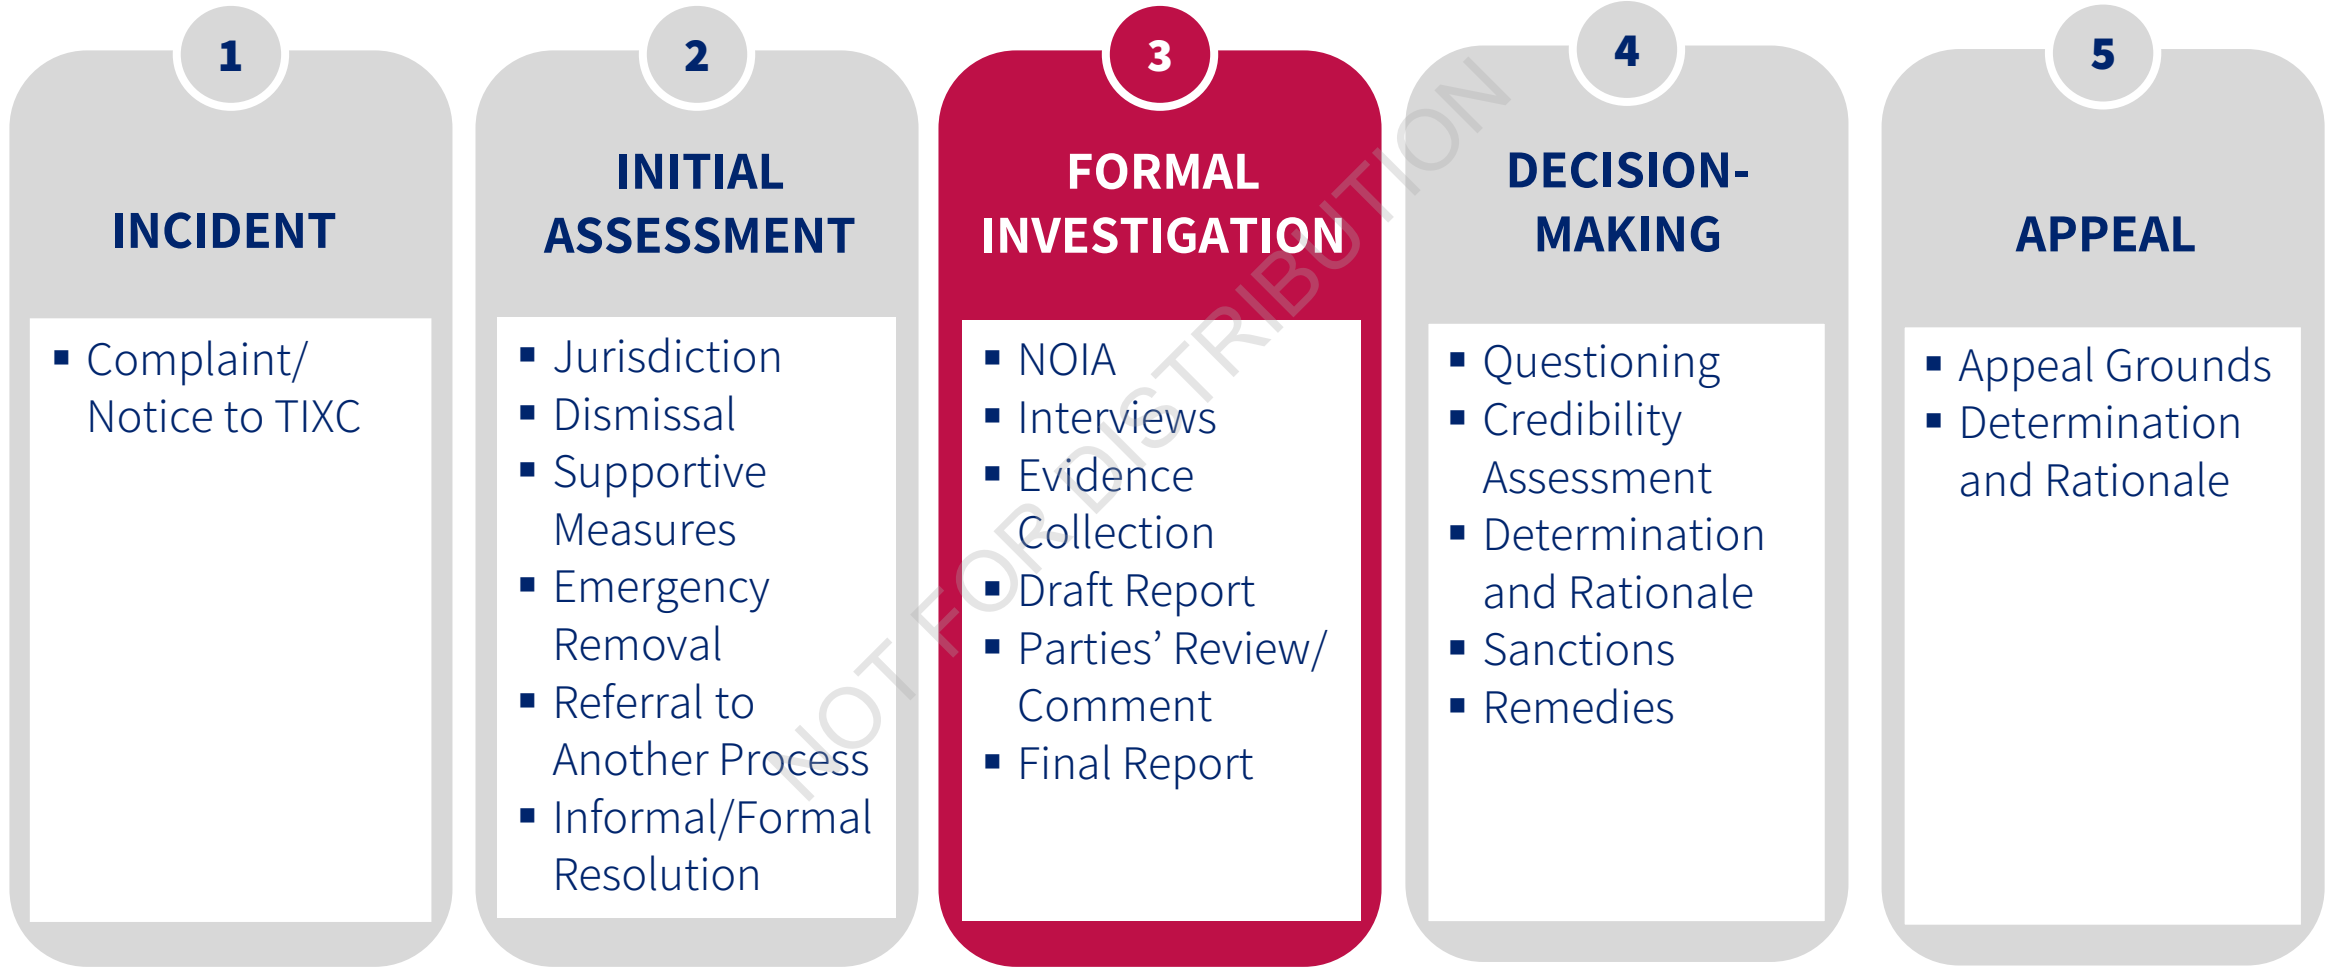 1
INCIDENT
▪ Complaint/
Notice to TIXC
2
INITIAL
ASSESSMENT
▪ Jurisdiction
▪ Dismissal
▪ Supportive
Measures
▪ Emergency
Removal
▪ Referral to
Another Process
▪ Informal/Formal
Resolution
3
FORMAL
INVESTIGATION
▪ NOIA
▪ Interviews
▪ Evidence
Collection
▪ Draft Report
▪ Parties’ Review/
Comment
▪ Final Report
4
DECISION-
MAKING
▪ Questioning
▪ Credibility
Assessment
▪ Determination
and Rationale
▪ Sanctions
▪ Remedies
5
APPEAL
▪ Appeal Grounds
▪ Determination
and Rationale
NOT FOR DISTRIBUTION